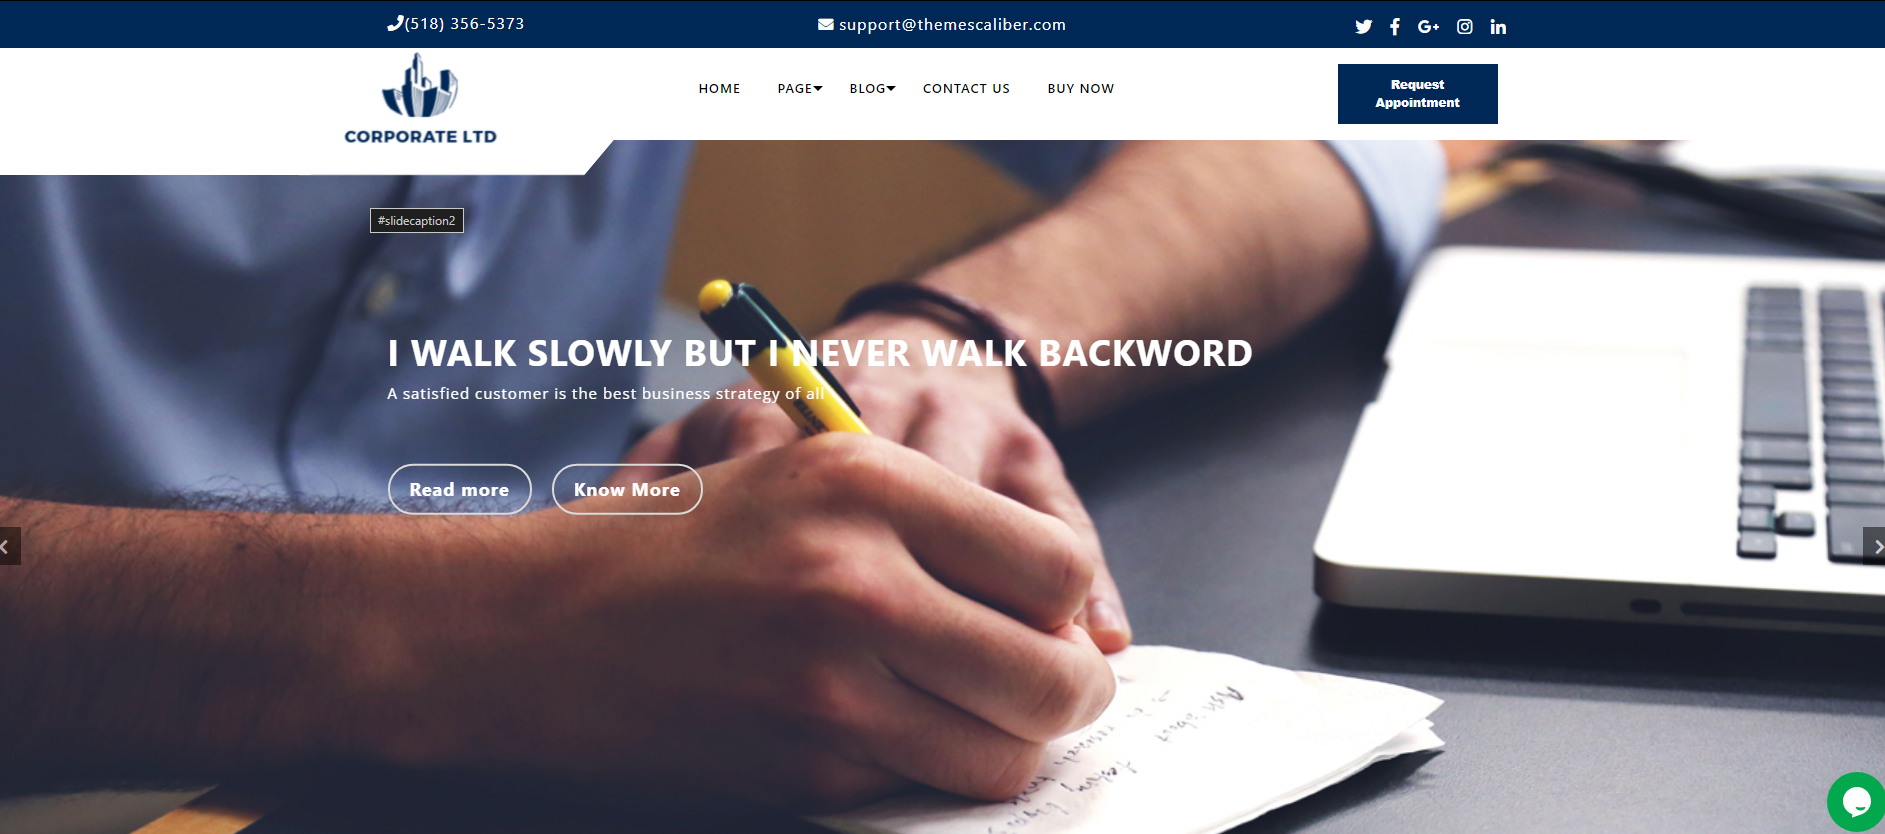 (518) 356-5373
support@themescaliber.com
CORPORATE LTD
HOME PAGE BLOG CONTACT US BUY NOW
Request
Appointment
#slidecaption2
I WALK SLOWLY BUT I NEVER WALK BACKWORD
A satisfied customer is the best business strategy of all
Read more
Know More